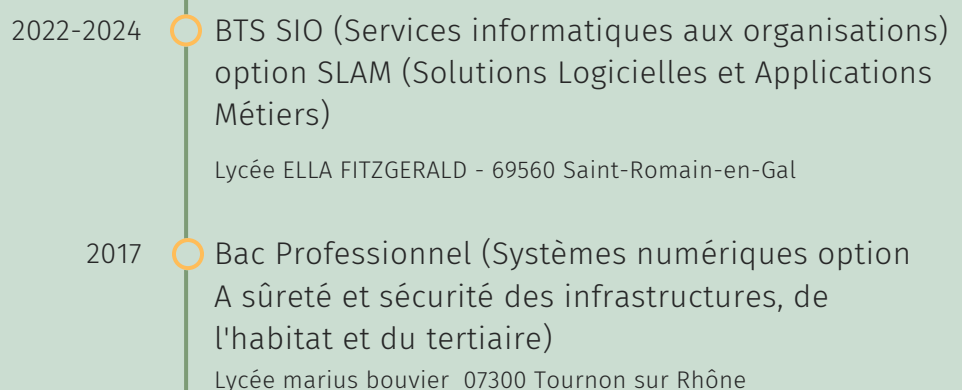 2022-2024 BTS SIO (Services informatiques aux organisations)
option SLAM (Solutions Logicielles et Applications
Métiers)
Lycée ELLA FITZGERALD - 69560 Saint-Romain-en-Gal
2017 Bac Professionnel (Systèmes numériques option
A sûreté et sécurité des infrastructures, de
l'habitat et du tertiaire)
Lycée marius bouvier 07300 Tournon sur Rhône